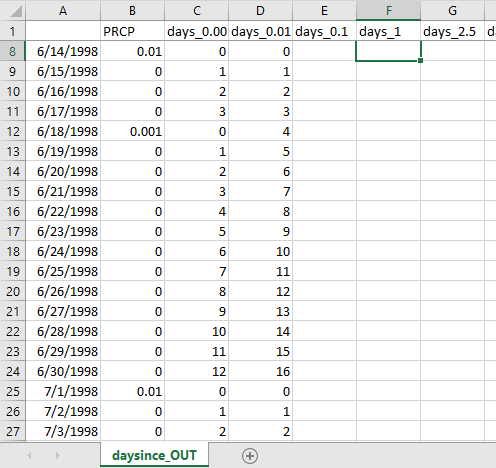 A B C D E F G
1 PRCP days_0.00 days_0.01 days_0.1 days_1 days_2.5
8 6/14/1998 0.01 0 0
9 6/15/1998 0 1 1
10 6/16/1998 0 2 2
11 6/17/1998 0 3 3
12 6/18/1998 0.001 0 4
13 6/19/1998 0 1 5
14 6/20/1998 0 2 6
15 6/21/1998 0 3 7
16 6/22/1998 0 4 8
17 6/23/1998 0 5 9
18 6/24/1998 0 6 10
19 6/25/1998 0 7 11
20 6/26/1998 0 8 12
21 6/27/1998 0 9 13
22 6/28/1998 0 10 14
23 6/29/1998 0 11 15
24 6/30/1998 0 12 16
25 7/1/1998 0.01 0 0
26 7/2/1998 0 1 1
27 7/3/1998 0 2 2
daysince_OUT